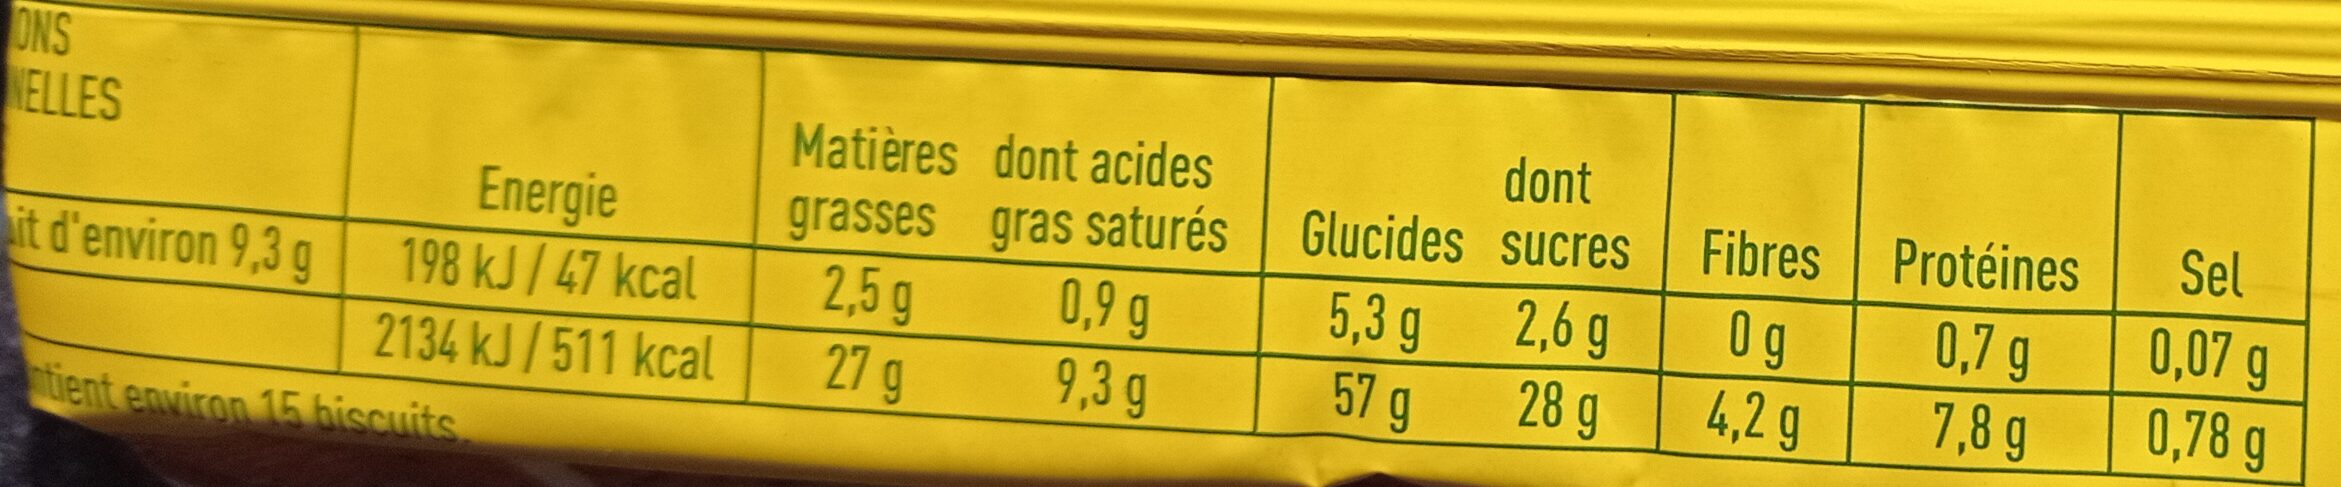 ONS
NELLES
Energie
Matières grasses
dont acides gras saturés
Glucides
dont sucres
Fibres
Protéines
Sel
it d'environ 9,3 g 198 kJ / 47 kcal 2,5 g 0,9 g 5,3 g 2,6 g 0 g 0,7 g 0,07 g
2134 kJ / 511 kcal 27 g 9,3 g 57 g 28 g 4,2 g 7,8 g 0,78 g
tient environ 15 biscuits.